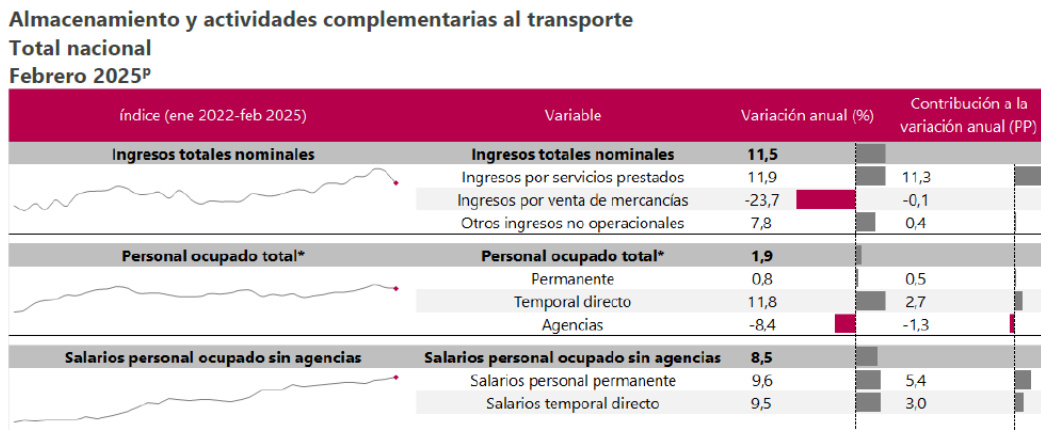 Almacenamiento y actividades complementarias al transporte
Total nacional
Febrero 2025ᵖ
índice (ene 2022-feb 2025) Variable Variación anual (%) Contribución a la variación anual (PP)
Ingresos totales nominales Ingresos totales nominales 11,5
Ingresos por servicios prestados 11,9 11,3
Ingresos por venta de mercancías -23,7 -0,1
Otros ingresos no operacionales 7,8 0,4
Personal ocupado total* Personal ocupado total* 1,9
Permanente 0,8 0,5
Temporal directo 11,8 2,7
Agencias -8,4 -1,3
Salarios personal ocupado sin agencias Salarios personal ocupado sin agencias 8,5
Salarios personal permanente 9,6 5,4
Salarios temporal directo 9,5 3,0